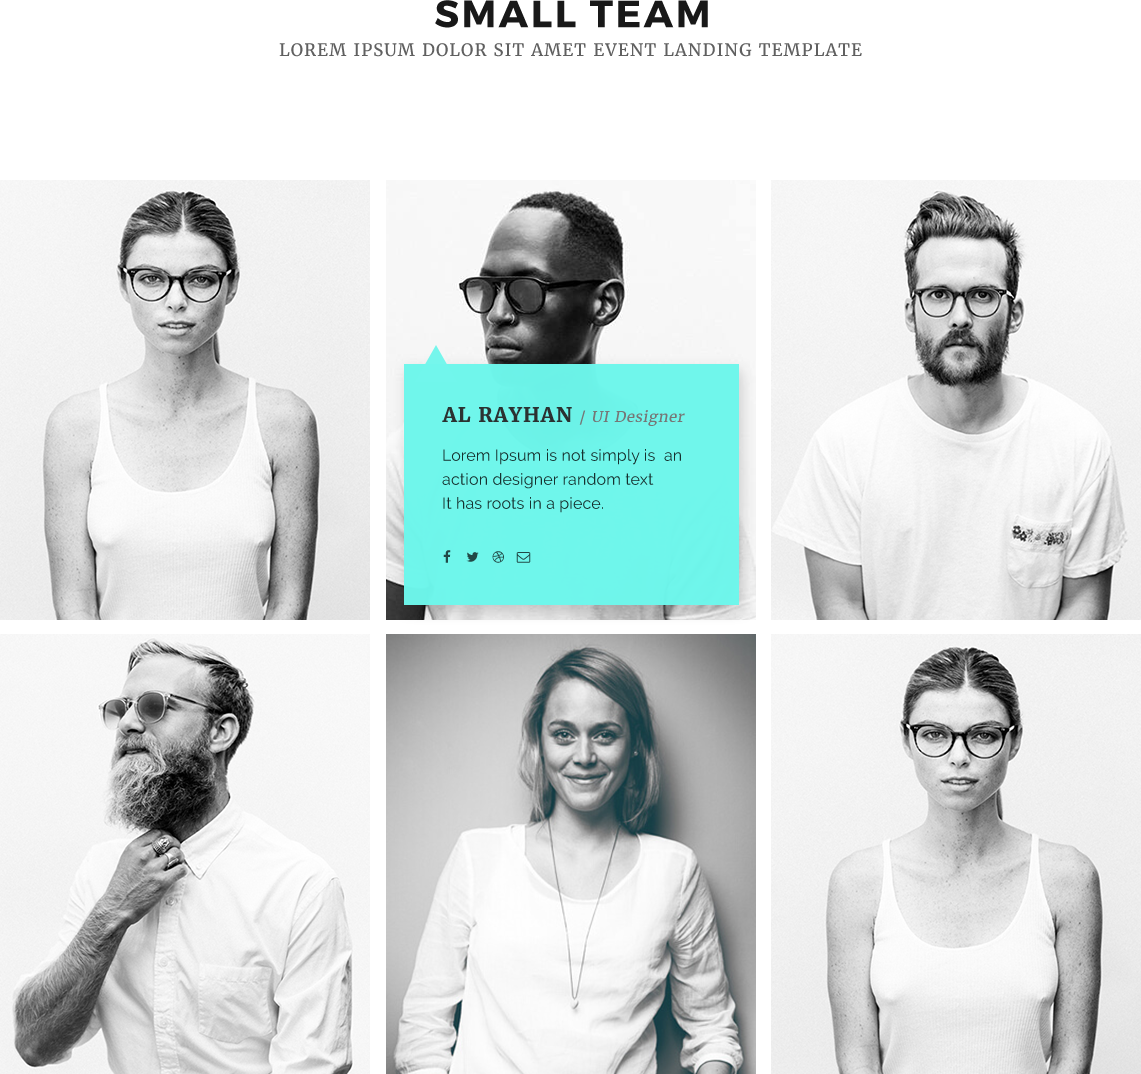 SMALL TEAM
LOREM IPSUM DOLOR SIT AMET EVENT LANDING TEMPLATE
AL RAYHAN / UI Designer
Lorem Ipsum is not simply is  an
action designer random text
It has roots in a piece.